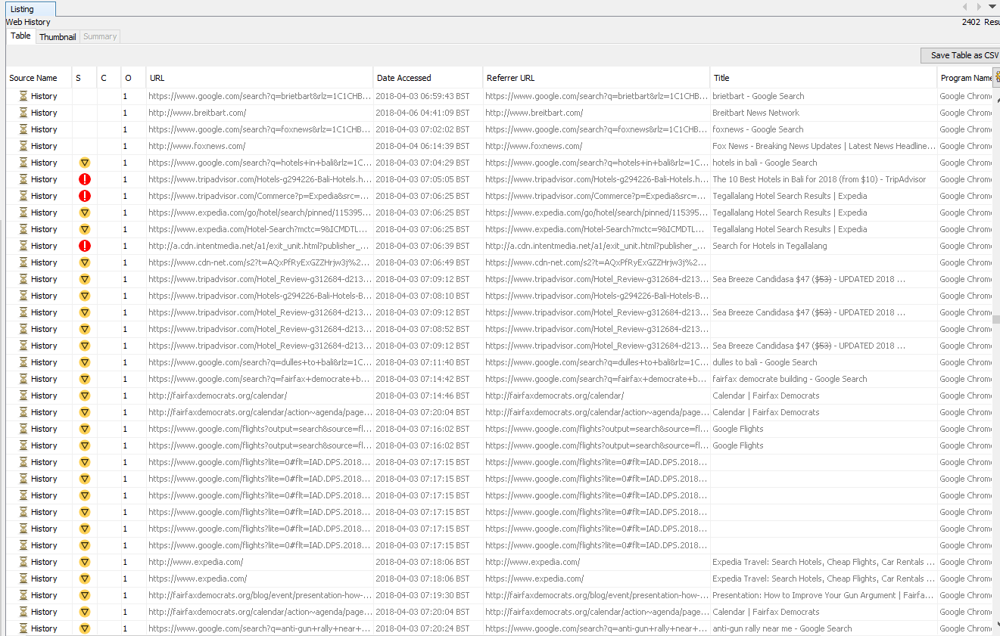 Listing
Web History 2402 Resu
Table Thumbnail Summary
Save Table as CSV
Source Name S C O URL Date Accessed Referrer URL Title Program Name
History 1 https://www.google.com/search?q=brietbart&rlz=1C1CHB... 2018-04-03 06:59:43 BST https://www.google.com/search?q=brietbart&rlz=1C1CHB... brietbart - Google Search Google Chrome
History 1 http://www.breitbart.com/ 2018-04-06 04:41:09 BST http://www.breitbart.com/ Breitbart News Network Google Chrome
History 1 https://www.google.com/search?q=foxnews&rlz=1C1CHB... 2018-04-03 07:02:02 BST https://www.google.com/search?q=foxnews&rlz=1C1CHB... foxnews - Google Search Google Chrome
History 1 http://www.foxnews.com/ 2018-04-04 06:14:39 BST http://www.foxnews.com/ Fox News - Breaking News Updates | Latest News Headline... Google Chrome
History 1 https://www.google.com/search?q=hotels+in+bali&rlz=1C... 2018-04-03 07:04:29 BST https://www.google.com/search?q=hotels+in+bali&rlz=1C... hotels in bali - Google Search Google Chrome
History 1 https://www.tripadvisor.com/Hotels-g294226-Bali-Hotels.h... 2018-04-03 07:05:05 BST https://www.tripadvisor.com/Hotels-g294226-Bali-Hotels.h... The 10 Best Hotels in Bali for 2018 (from $10) - TripAdvisor Google Chrome
History 1 https://www.tripadvisor.com/Commerce?p=Expedia&src=... 2018-04-03 07:06:25 BST https://www.tripadvisor.com/Commerce?p=Expedia&src=... Tegallalang Hotel Search Results | Expedia Google Chrome
History 1 https://www.expedia.com/go/hotel/search/pinned/115395... 2018-04-03 07:06:25 BST https://www.expedia.com/go/hotel/search/pinned/115395... Tegallalang Hotel Search Results | Expedia Google Chrome
History 1 https://www.expedia.com/Hotel-Search?mctc=9&ICMDTL... 2018-04-03 07:06:25 BST https://www.expedia.com/Hotel-Search?mctc=9&ICMDTL... Tegallalang Hotel Search Results | Expedia Google Chrome
History 1 http://a.cdn.intentmedia.net/a1/exit_unit.html?publisher_... 2018-04-03 07:06:39 BST http://a.cdn.intentmedia.net/a1/exit_unit.html?publisher_... Search for Hotels in Tegallalang Google Chrome
History 1 https://www.cdn-net.com/s2?t=AQxPfRyExGZZHrjw3j%2... 2018-04-03 07:06:49 BST https://www.cdn-net.com/s2?t=AQxPfRyExGZZHrjw3j%2... Google Chrome
History 1 https://www.tripadvisor.com/Hotel_Review-g312684-d213... 2018-04-03 07:09:12 BST https://www.tripadvisor.com/Hotel_Review-g312684-d213... Sea Breeze Candidasa $47 ($53) - UPDATED 2018 ... Google Chrome
History 1 https://www.tripadvisor.com/Hotels-g294226-Bali-Hotels-B... 2018-04-03 07:08:10 BST https://www.tripadvisor.com/Hotels-g294226-Bali-Hotels-B... Google Chrome
History 1 https://www.tripadvisor.com/Hotel_Review-g312684-d213... 2018-04-03 07:09:12 BST https://www.tripadvisor.com/Hotel_Review-g312684-d213... Sea Breeze Candidasa $47 ($53) - UPDATED 2018 ... Google Chrome
History 1 https://www.tripadvisor.com/Hotel_Review-g312684-d213... 2018-04-03 07:08:52 BST https://www.tripadvisor.com/Hotel_Review-g312684-d213... Google Chrome
History 1 https://www.tripadvisor.com/Hotel_Review-g312684-d213... 2018-04-03 07:09:12 BST https://www.tripadvisor.com/Hotel_Review-g312684-d213... Sea Breeze Candidasa $47 ($53) - UPDATED 2018 ... Google Chrome
History 1 https://www.google.com/search?q=dulles+to+bali&rlz=1C... 2018-04-03 07:11:40 BST https://www.google.com/search?q=dulles+to+bali&rlz=1C... dulles to bali - Google Search Google Chrome
History 1 https://www.google.com/search?q=fairfax+democrate+b... 2018-04-03 07:14:42 BST https://www.google.com/search?q=fairfax+democrate+b... fairfax democrate building - Google Search Google Chrome
History 1 http://fairfaxdemocrats.org/calendar/ 2018-04-03 07:14:46 BST http://fairfaxdemocrats.org/calendar/ Calendar | Fairfax Democrats Google Chrome
History 1 http://fairfaxdemocrats.org/calendar/action~agenda/page... 2018-04-03 07:20:04 BST http://fairfaxdemocrats.org/calendar/action~agenda/page... Calendar | Fairfax Democrats Google Chrome
History 1 https://www.google.com/flights?output=search&source=fl... 2018-04-03 07:16:02 BST https://www.google.com/flights?output=search&source=fl... Google Flights Google Chrome
History 1 https://www.google.com/flights?output=search&source=fl... 2018-04-03 07:16:02 BST https://www.google.com/flights?output=search&source=fl... Google Flights Google Chrome
History 1 https://www.google.com/flights?lite=0#flt=IAD.DPS.2018... 2018-04-03 07:17:15 BST https://www.google.com/flights?lite=0#flt=IAD.DPS.2018... Google Chrome
History 1 https://www.google.com/flights?lite=0#flt=IAD.DPS.2018... 2018-04-03 07:17:15 BST https://www.google.com/flights?lite=0#flt=IAD.DPS.2018... Google Chrome
History 1 https://www.google.com/flights?lite=0#flt=IAD.DPS.2018... 2018-04-03 07:17:15 BST https://www.google.com/flights?lite=0#flt=IAD.DPS.2018... Google Chrome
History 1 https://www.google.com/flights?lite=0#flt=IAD.DPS.2018... 2018-04-03 07:17:15 BST https://www.google.com/flights?lite=0#flt=IAD.DPS.2018... Google Chrome
History 1 https://www.google.com/flights?lite=0#flt=IAD.DPS.2018... 2018-04-03 07:17:15 BST https://www.google.com/flights?lite=0#flt=IAD.DPS.2018... Google Chrome
History 1 https://www.google.com/flights?lite=0#flt=IAD.DPS.2018... 2018-04-03 07:17:15 BST https://www.google.com/flights?lite=0#flt=IAD.DPS.2018... Google Chrome
History 1 http://www.expedia.com/ 2018-04-03 07:18:06 BST http://www.expedia.com/ Expedia Travel: Search Hotels, Cheap Flights, Car Rentals ... Google Chrome
History 1 https://www.expedia.com/ 2018-04-03 07:18:06 BST https://www.expedia.com/ Expedia Travel: Search Hotels, Cheap Flights, Car Rentals ... Google Chrome
History 1 http://fairfaxdemocrats.org/blog/event/presentation-how-... 2018-04-03 07:19:30 BST http://fairfaxdemocrats.org/blog/event/presentation-how-... Presentation: How to Improve Your Gun Argument | Fairfa... Google Chrome
History 1 http://fairfaxdemocrats.org/calendar/action~agenda/page... 2018-04-03 07:20:04 BST http://fairfaxdemocrats.org/calendar/action~agenda/page... Calendar | Fairfax Democrats Google Chrome
History 1 https://www.google.com/search?q=anti-gun+rally+near+... 2018-04-03 07:20:24 BST https://www.google.com/search?q=anti-gun+rally+near+... anti-gun rally near me - Google Search Google Chrome